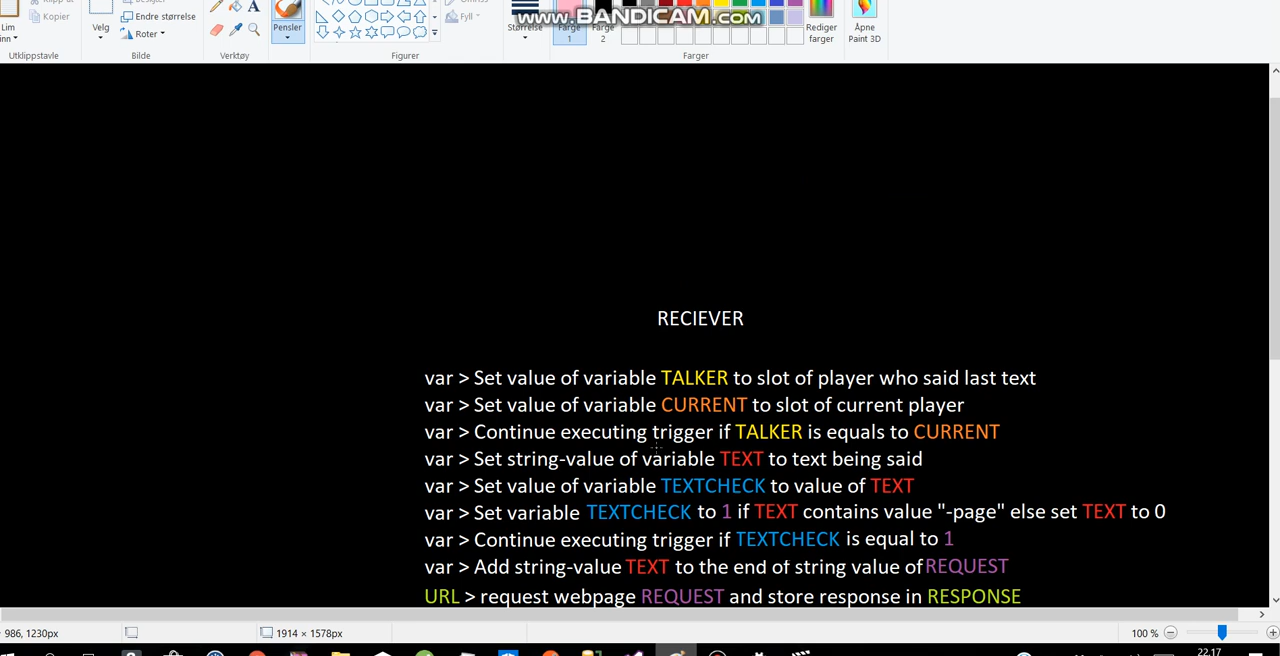 www.BANDICAM.com
Lim
inn
Kopier
Velg
Endre størrelse
Roter
Pensler
Fyll
Størrelse
Farge
1
Farge
2
Rediger
farger
Åpne
Paint 3D
Utklippstavle
Bilde
Verktøy
Figurer
Farger
RECIEVER
var > Set value of variable TALKER to slot of player who said last text
var > Set value of variable CURRENT to slot of current player
var > Continue executing trigger if TALKER is equals to CURRENT
var > Set string-value of variable TEXT to text being said
var > Set value of variable TEXTCHECK to value of TEXT
var > Set variable TEXTCHECK to 1 if TEXT contains value "-page" else set TEXT to 0
var > Continue executing trigger if TEXTCHECK is equal to 1
var > Add string-value TEXT to the end of string value of REQUEST
URL > request webpage REQUEST and store response in RESPONSE
986, 1230px
1914 × 1578px
100 %
22.17